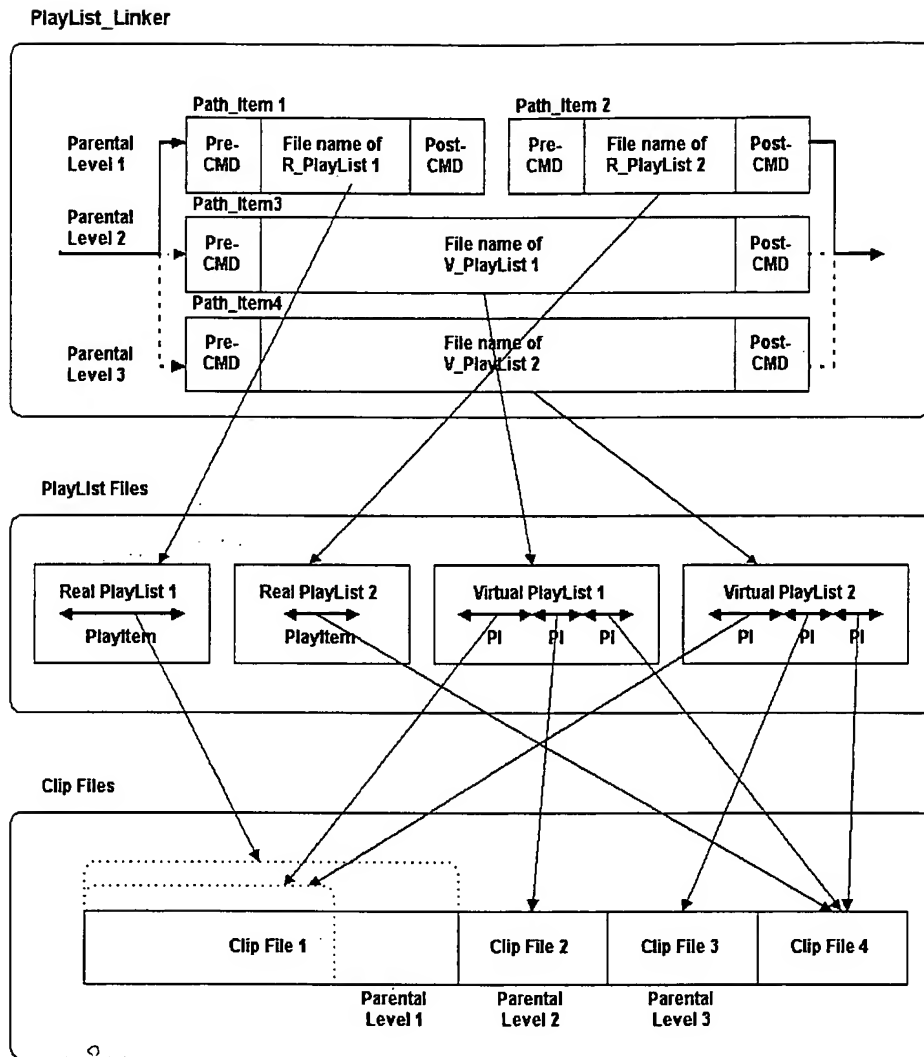 PlayList_Linker
Path_Item 1
Path_Item 2
Parental
Level 1
Pre-
CMD
File name of
R_PlayList 1
Post-
CMD
Pre-
CMD
File name of
R_PlayList 2
Post-
CMD
Parental
Level 2
Path_Item3
Pre-
CMD
File name of
V_PlayList 1
Post-
CMD
Path_Item4
Parental
Level 3
Pre-
CMD
File name of
V_PlayList 2
Post-
CMD
PlayList Files
Real PlayList 1
PlayItem
Real PlayList 2
PlayItem
Virtual PlayList 1
PI PI PI
Virtual PlayList 2
PI PI PI
Clip Files
Clip File 1
Clip File 2
Clip File 3
Clip File 4
Parental
Level 1
Parental
Level 2
Parental
Level 3